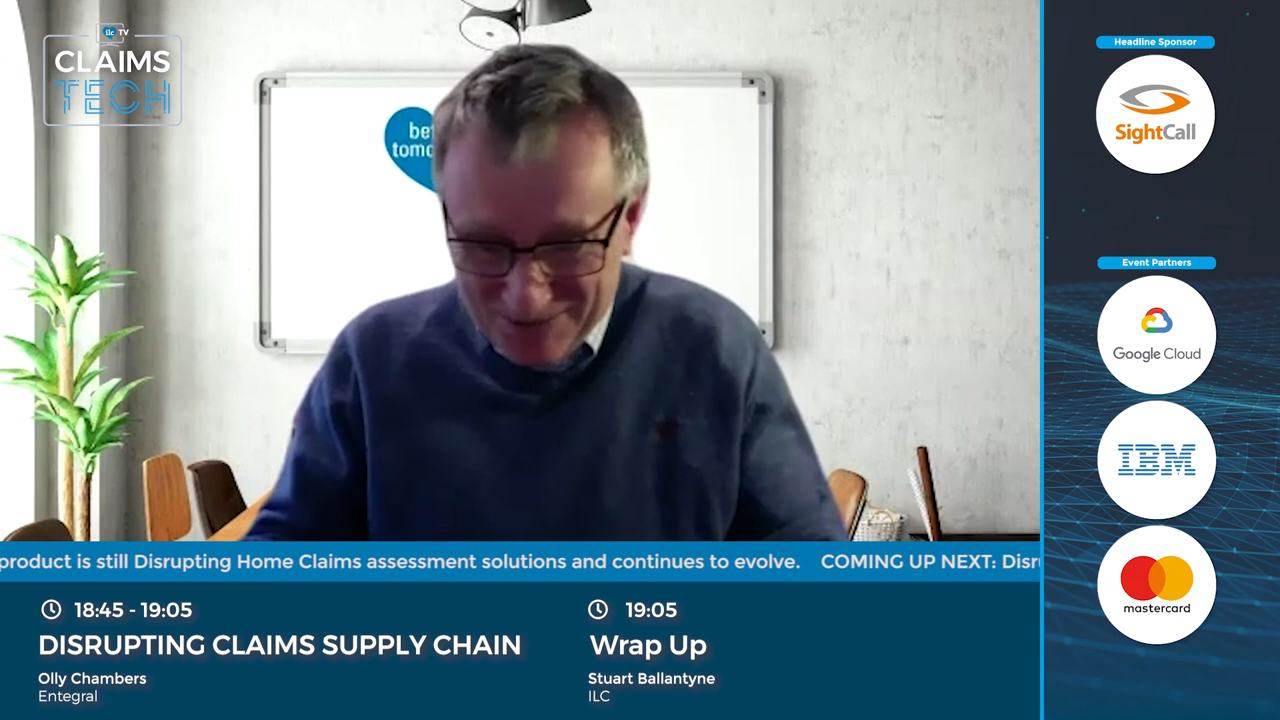 ilc TV
CLAIMS
TECH
Headline Sponsor
SightCall
Event Partners
Google Cloud
IBM
mastercard
product is still Disrupting Home Claims assessment solutions and continues to evolve. COMING UP NEXT:
18:45 - 19:05
DISRUPTING CLAIMS SUPPLY CHAIN
Olly Chambers
Entegral
19:05
Wrap Up
Stuart Ballantyne
ILC